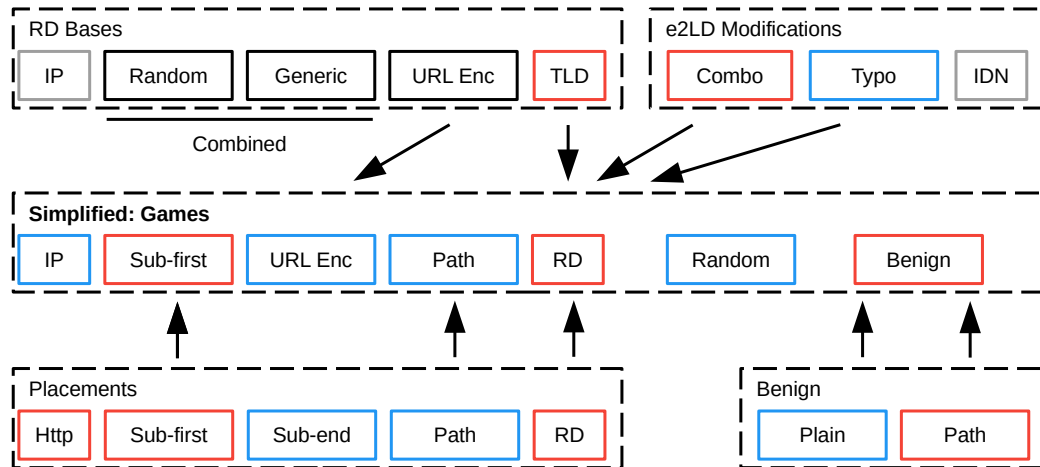 RD Bases
IP Random Generic URL Enc TLD
Combined
e2LD Modifications
Combo Typo IDN
Simplified: Games
IP Sub-first URL Enc Path RD Random Benign
Placements
Http Sub-first Sub-end Path RD
Benign
Plain Path